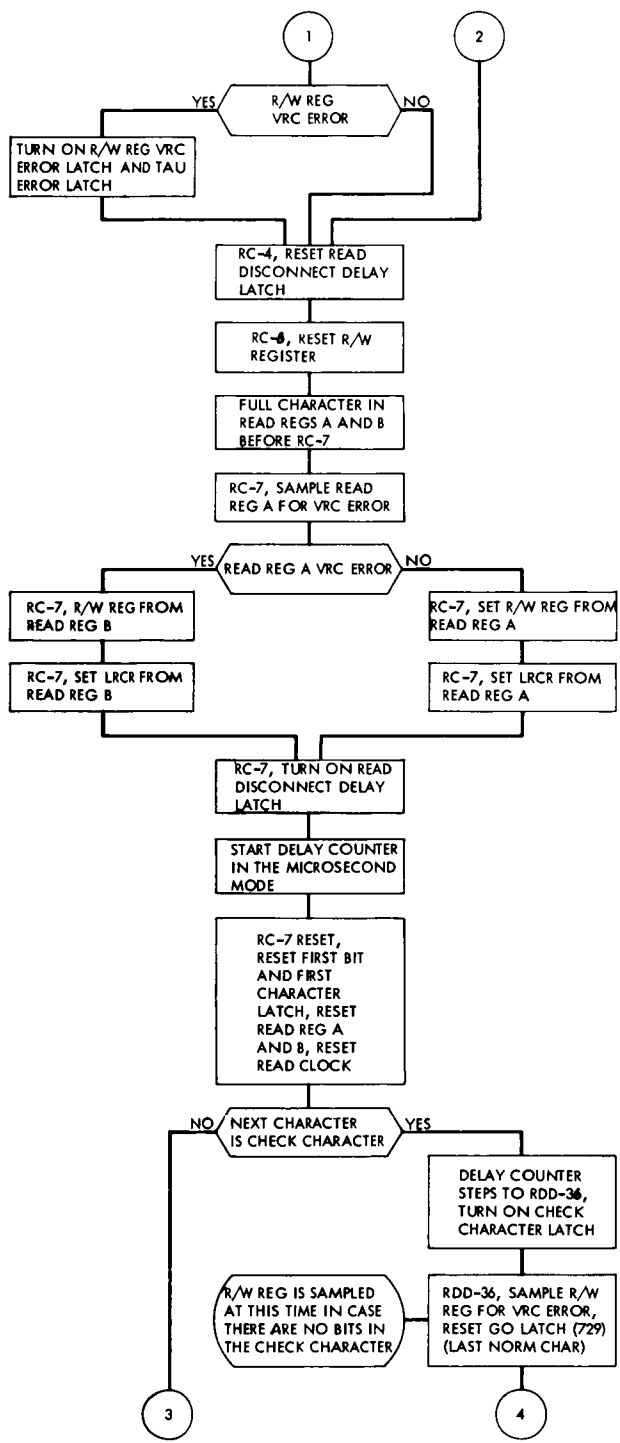 1
2
YES
R/W REG
VRC ERROR
NO
TURN ON R/W REG VRC
ERROR LATCH AND TAU
ERROR LATCH
RC-4, RESET READ
DISCONNECT DELAY
LATCH
RC-6, RESET R/W
REGISTER
FULL CHARACTER IN
READ REGS A AND B
BEFORE RC-7
RC-7, SAMPLE READ
REG A FOR VRC ERROR
YES
READ REG A VRC ERROR
NO
RC-7, R/W REG FROM
READ REG B
RC-7, SET R/W REG FROM
READ REG A
RC-7, SET LRCR FROM
READ REG B
RC-7, SET LRCR FROM
READ REG A
RC-7, TURN ON READ
DISCONNECT DELAY
LATCH
START DELAY COUNTER
IN THE MICROSECOND
MODE
RC-7 RESET,
RESET FIRST BIT
AND FIRST
CHARACTER
LATCH, RESET
READ REG A
AND B, RESET
READ CLOCK
NO
NEXT CHARACTER
IS CHECK CHARACTER
YES
DELAY COUNTER
STEPS TO RDD-36,
TURN ON CHECK
CHARACTER LATCH
R/W REG IS SAMPLED
AT THIS TIME IN CASE
THERE ARE NO BITS IN
THE CHECK CHARACTER
RDD-36, SAMPLE R/W
REG FOR VRC ERROR,
RESET GO LATCH (729)
(LAST NORM CHAR)
3
4